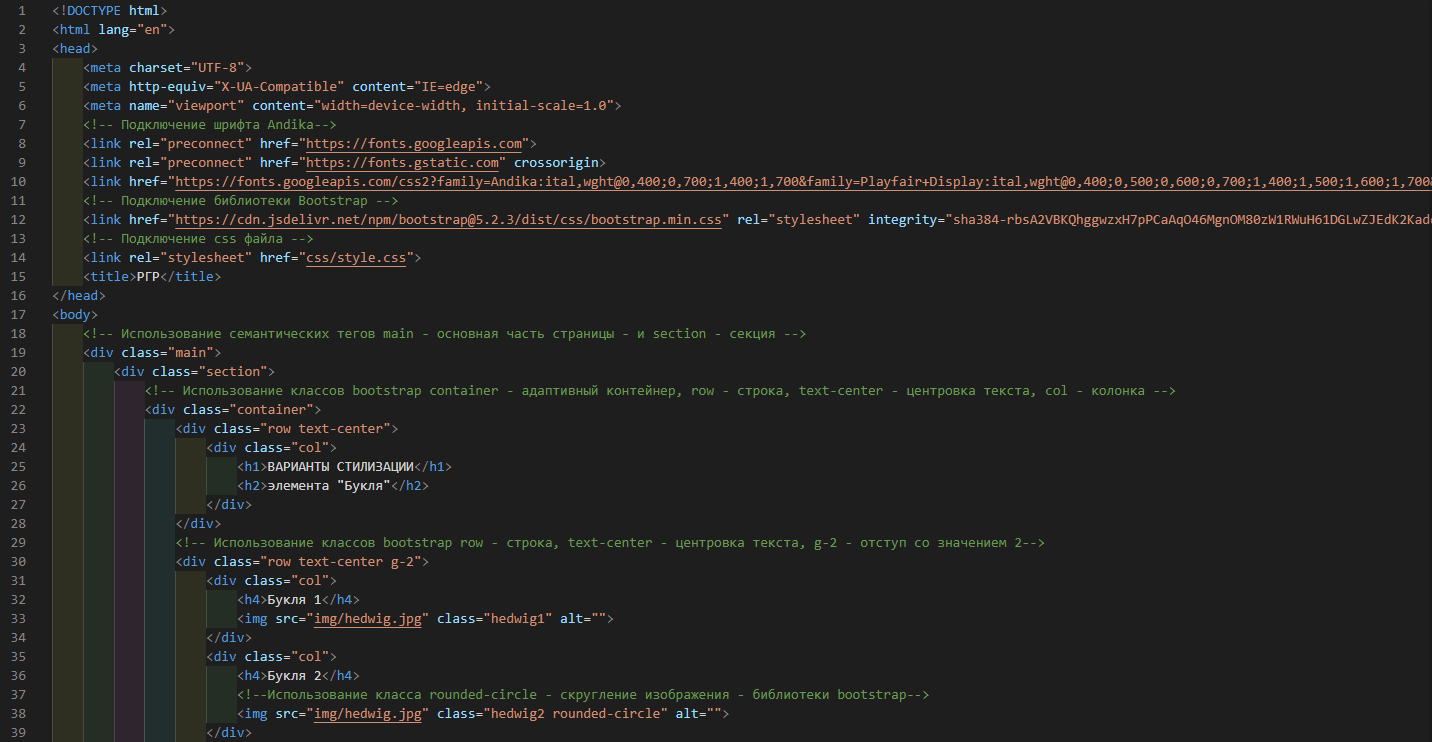 1 <!DOCTYPE html>
2 <html lang="en">
3 <head>
4 <meta charset="UTF-8">
5 <meta http-equiv="X-UA-Compatible" content="IE=edge">
6 <meta name="viewport" content="width=device-width, initial-scale=1.0">
7 <!-- Подключение шрифта Andika-->
8 <link rel="preconnect" href="https://fonts.googleapis.com">
9 <link rel="preconnect" href="https://fonts.gstatic.com" crossorigin>
10 <link href="https://fonts.googleapis.com/css2?family=Andika:ital,wght@0,400;0,700;1,400;1,700&family=Playfair+Display:ital,wght@0,400;0,500;0,600;0,700;1,400;1,500;1,600;1,700&
11 <!-- Подключение библиотеки Bootstrap -->
12 <link href="https://cdn.jsdelivr.net/npm/bootstrap@5.2.3/dist/css/bootstrap.min.css" rel="stylesheet" integrity="sha384-rbsA2VBKQhggwzxH7pPCaAqO46MgnOM80zW1RWuH61DGLwZJEdK2Kad
13 <!-- Подключение css файла -->
14 <link rel="stylesheet" href="css/style.css">
15 <title>РГР</title>
16 </head>
17 <body>
18 <!-- Использование семантических тегов main - основная часть страницы - и section - секция -->
19 <div class="main">
20 <div class="section">
21 <!-- Использование классов bootstrap container - адаптивный контейнер, row - строка, text-center - центровка текста, col - колонка -->
22 <div class="container">
23 <div class="row text-center">
24 <div class="col">
25 <h1>ВАРИАНТЫ СТИЛИЗАЦИИ</h1>
26 <h2>элемента "Букля"</h2>
27 </div>
28 </div>
29 <!-- Использование классов bootstrap row - строка, text-center - центровка текста, g-2 - отступ со значением 2-->
30 <div class="row text-center g-2">
31 <div class="col">
32 <h4>Букля 1</h4>
33 <img src="img/hedwig.jpg" class="hedwig1" alt="">
34 </div>
35 <div class="col">
36 <h4>Букля 2</h4>
37 <!--Использование класса rounded-circle - скругление изображения - библиотеки bootstrap-->
38 <img src="img/hedwig.jpg" class="hedwig2 rounded-circle" alt="">
39 </div>